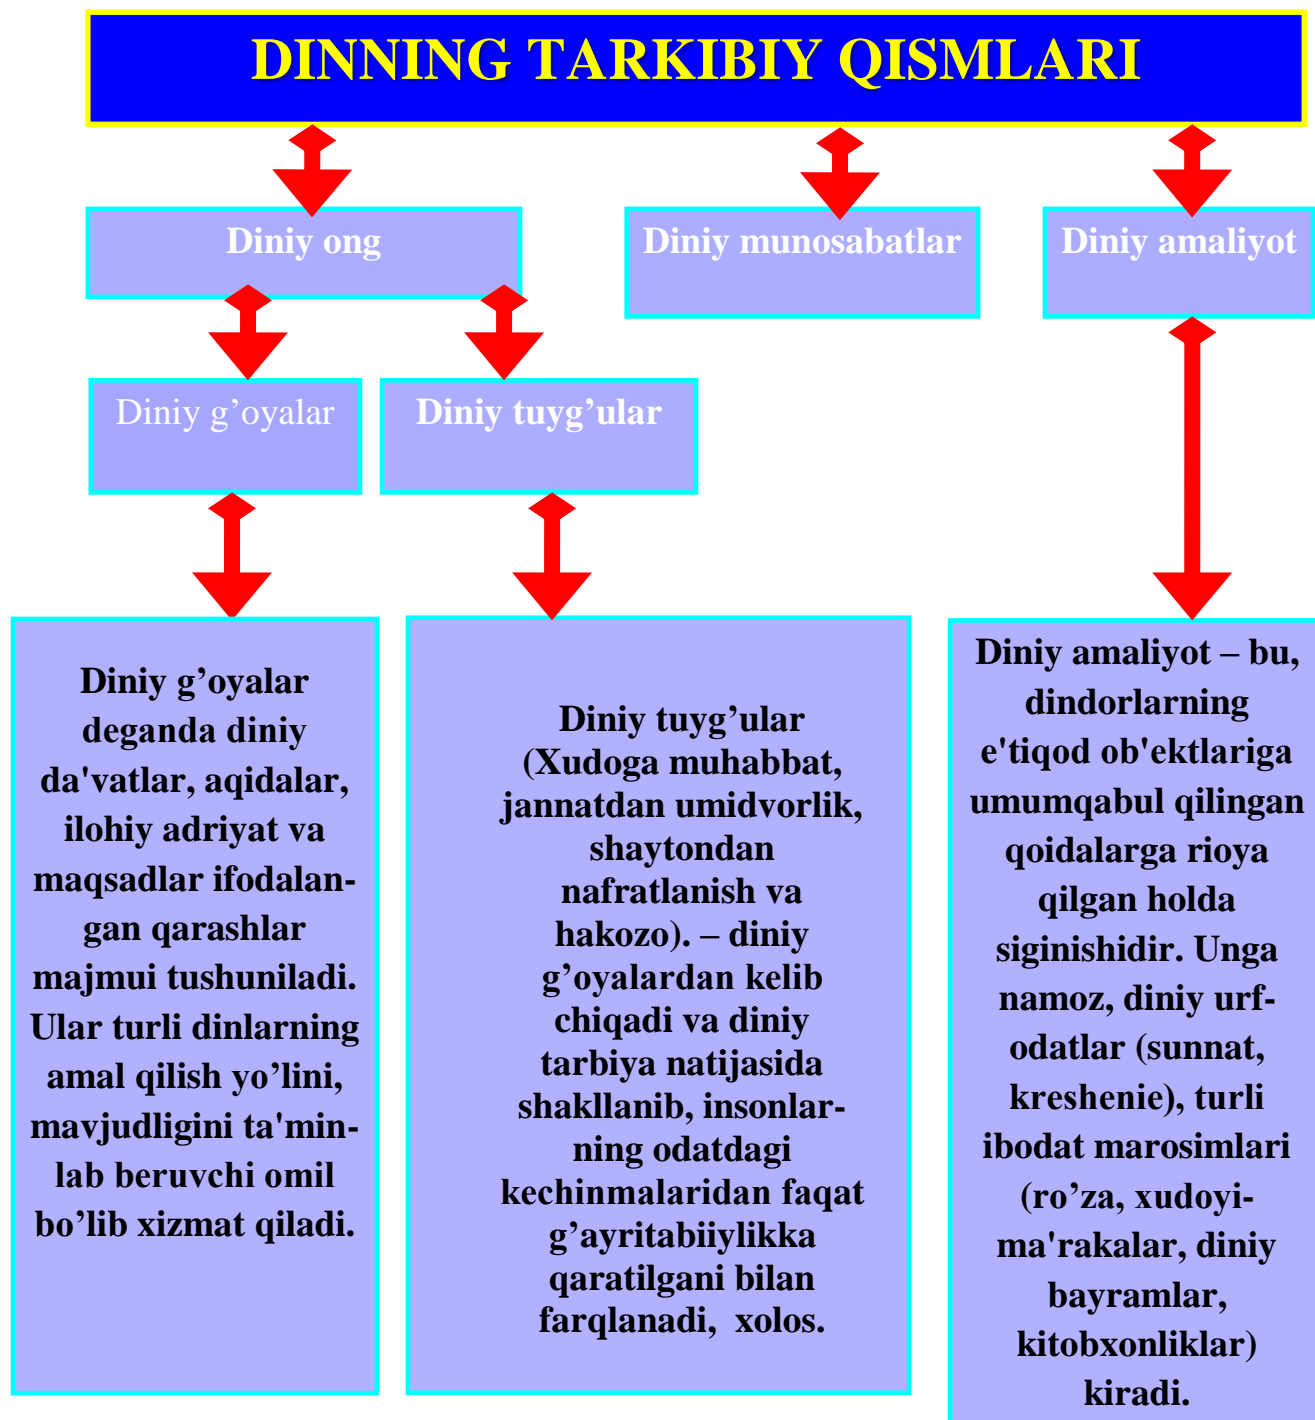 DINNING TARKIBIY QISMLARI
Diniy ong
Diniy munosabatlar
Diniy amaliyot
Diniy g’oyalar
Diniy tuyg’ular
Diniy g’oyalar
deganda diniy
da'vatlar, aqidalar,
ilohiy adriyat va
maqsadlar ifodalan-
gan qarashlar
majmui tushuniladi.
Ular turli dinlarning
amal qilish yo’lini,
mavjudligini ta'min-
lab beruvchi omil
bo’lib xizmat qiladi.
Diniy tuyg’ular
(Xudoga muhabbat,
jannatdan umidvorlik,
shaytondan
nafratlanish va
hakozo). – diniy
g’oyalardan kelib
chiqadi va diniy
tarbiya natijasida
shakllanib, insonlar-
ning odatdagi
kechinmalaridan faqat
g’ayritabiiylikka
qaratilgani bilan
farqlanadi, xolos.
Diniy amaliyot – bu,
dindorlarning
e'tiqod ob'ektlariga
umumqabul qilingan
qoidalarga rioya
qilgan holda
siginishidir. Unga
namoz, diniy urf-
odatlar (sunnat,
kreshenie), turli
ibodat marosimlari
(ro’za, xudoyi-
ma'rakalar, diniy
bayramlar,
kitobxonliklar)
kiradi.